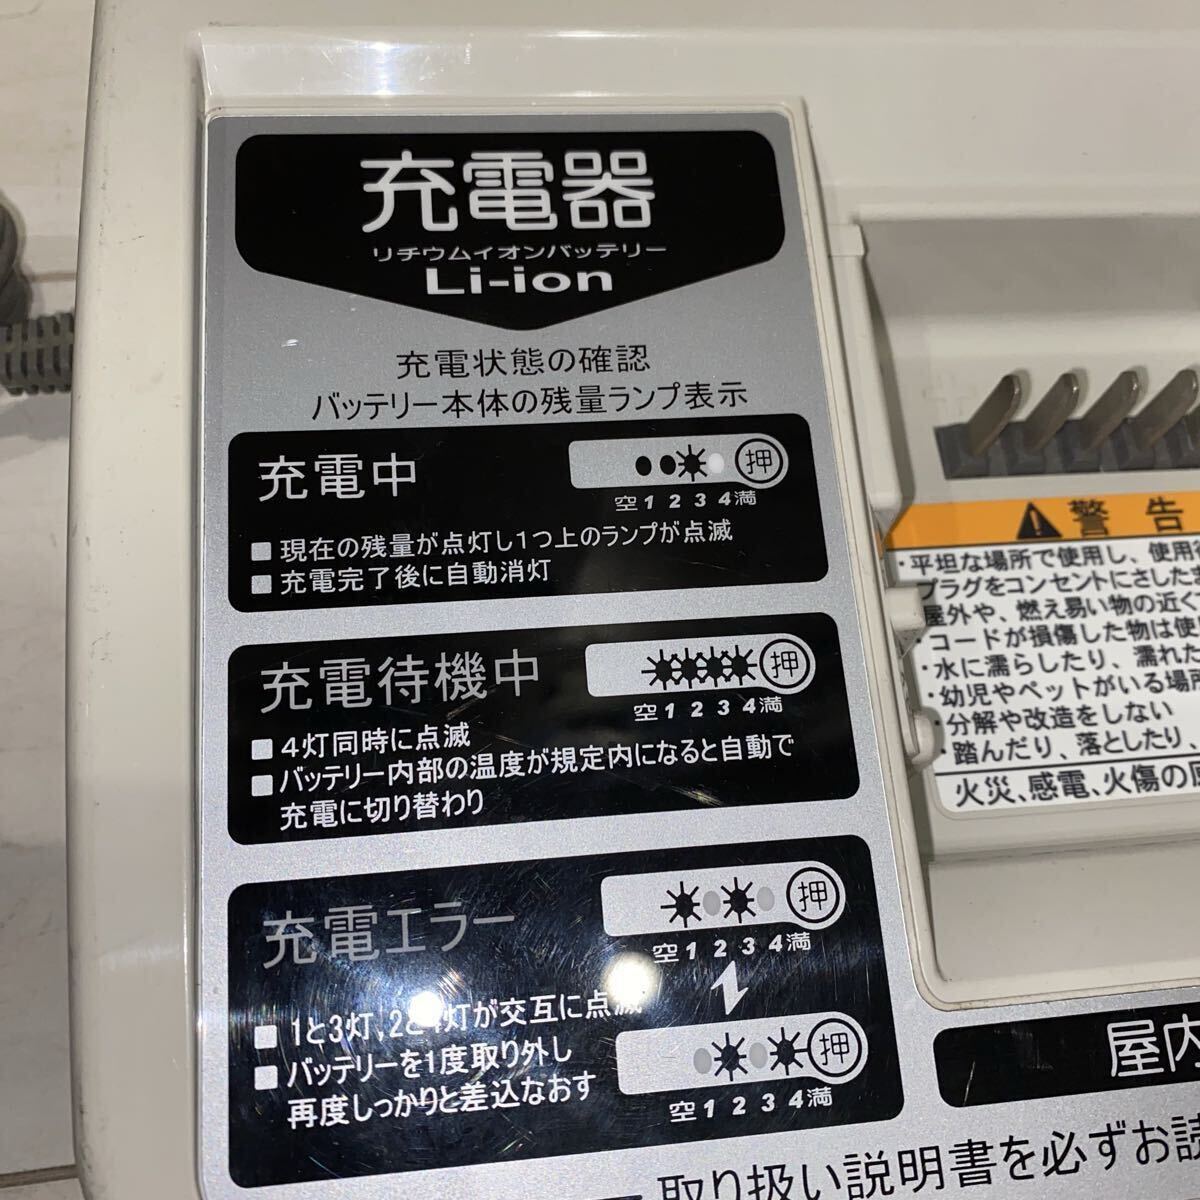 充電器
リチウムイオンバッテリー
Li-ion
充電状態の確認
バッテリー本体の残量ランプ表示
充電中
押
空 1 2 3 4 満
■ 現在の残量が点灯し1つ上のランプが点滅
■ 充電完了後に自動消灯
充電待機中
押
空 1 2 3 4 満
■ 4灯同時に点滅
■ バッテリー内部の温度が規定内になると自動で
充電に切り替わり
充電エラー
押
空 1 2 3 4 満
■ 1と3灯、2と4灯が交互に点滅
■ バッテリーを1度取り外し
再度しっかりと差込なおす
押
空 1 2 3 4 満
警告
・平坦な場所で使用し、使用
プラグをコンセントにさした
屋外や、燃え易い物の近く
・コードが損傷した物は使
・水に濡らしたり、濡れた
・幼児やペットがいる場所
・分解や改造をしない
・踏んだり、落としたり、
火災、感電、火傷の
屋内
取り扱い説明書を必ずお読